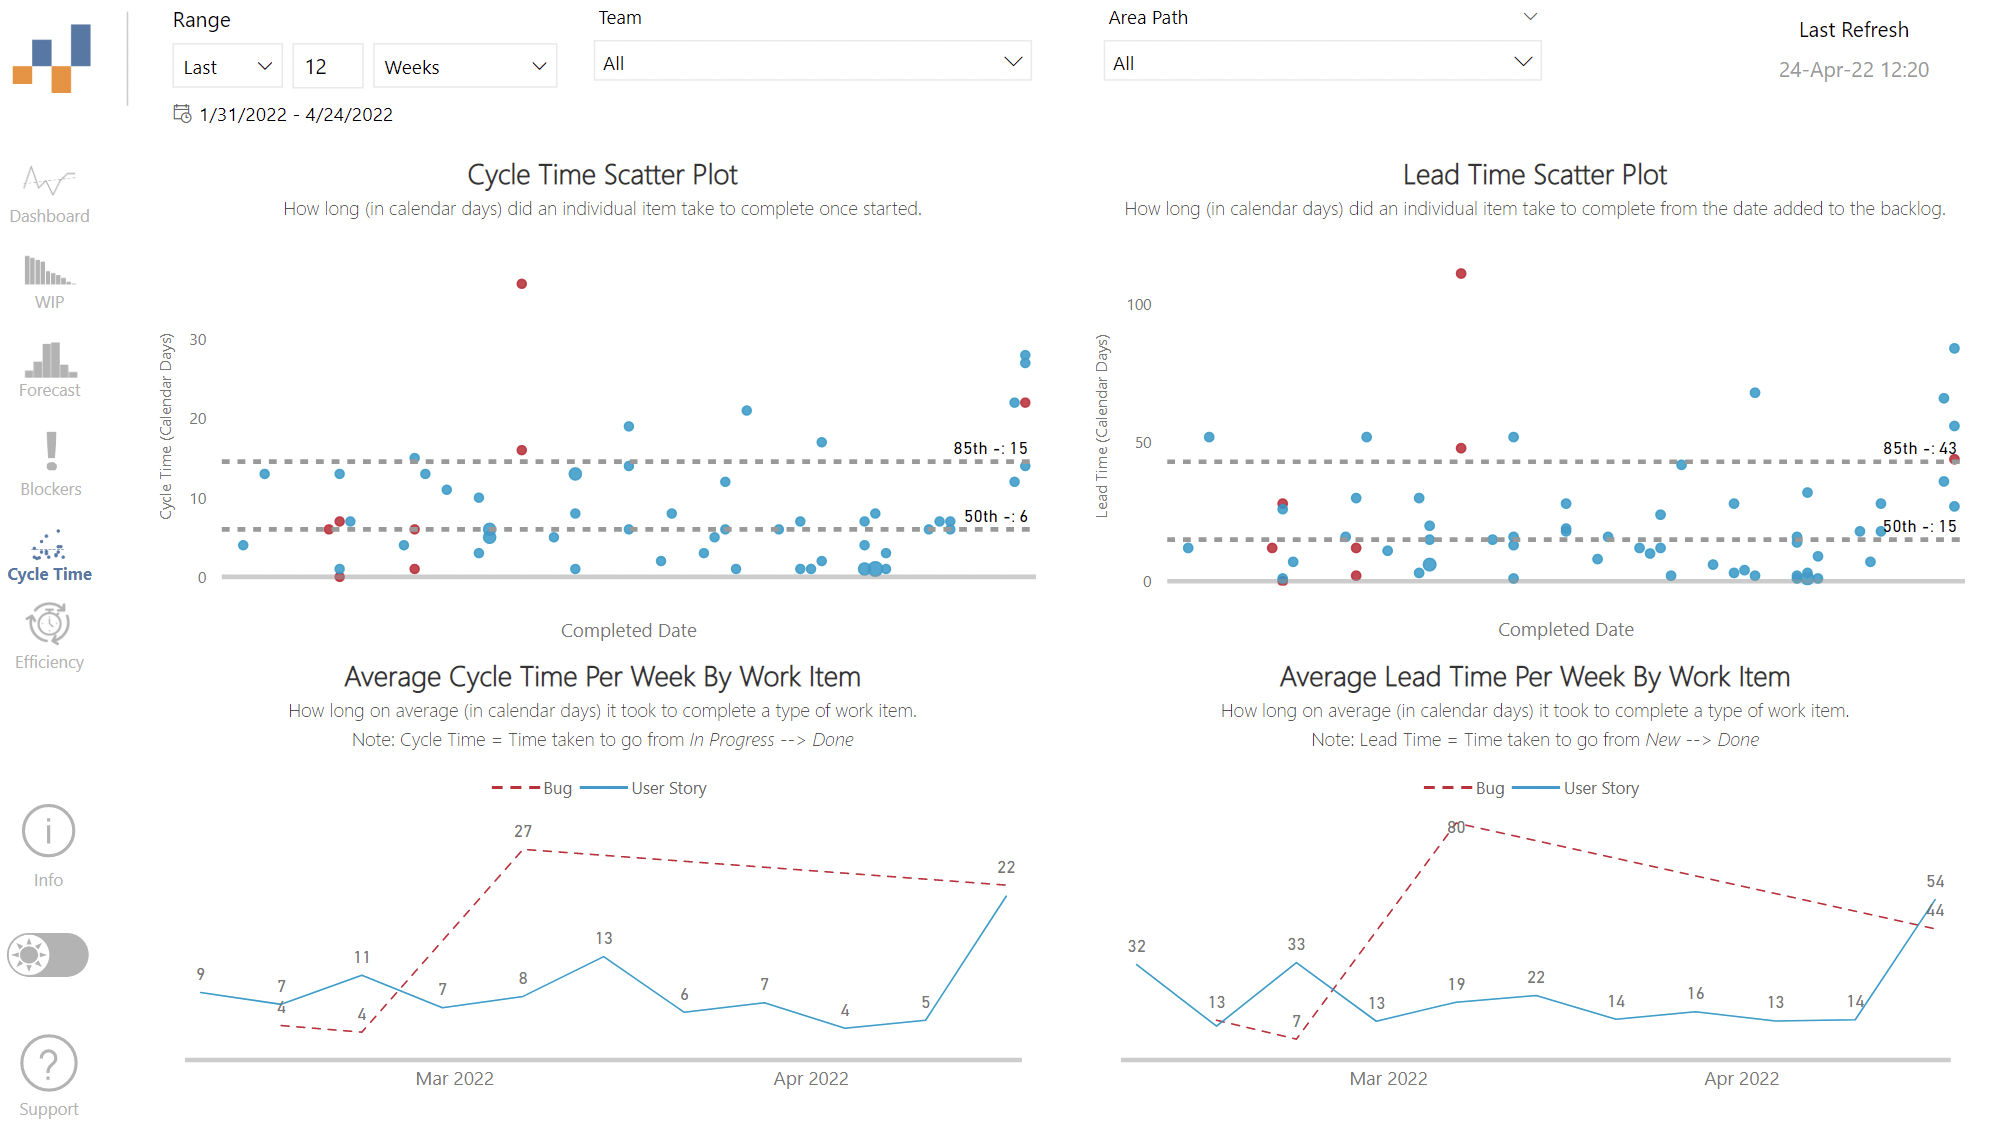 Range
Team
Area Path
Last Refresh
Last
12
Weeks
All
All
24-Apr-22 12:20
1/31/2022 - 4/24/2022
Dashboard
WIP
Forecast
Blockers
Cycle Time
Efficiency
Info
Support
Cycle Time Scatter Plot
How long (in calendar days) did an individual item take to complete once started.
Cycle Time (Calendar Days)
30
20
10
0
85th -: 15
50th -: 6
Completed Date
Lead Time Scatter Plot
How long (in calendar days) did an individual item take to complete from the date added to the backlog.
Lead Time (Calendar Days)
100
50
0
85th -: 43
50th -: 15
Completed Date
Average Cycle Time Per Week By Work Item
How long on average (in calendar days) it took to complete a type of work item.
Note: Cycle Time = Time taken to go from In Progress --> Done
Bug User Story
27
22
9
7
4
11
4
7
8
13
6
7
4
5
Mar 2022 Apr 2022
Average Lead Time Per Week By Work Item
How long on average (in calendar days) it took to complete a type of work item.
Note: Lead Time = Time taken to go from New --> Done
Bug User Story
80
54
44
32
13
33
7
13
19
22
14
16
13
14
Mar 2022 Apr 2022